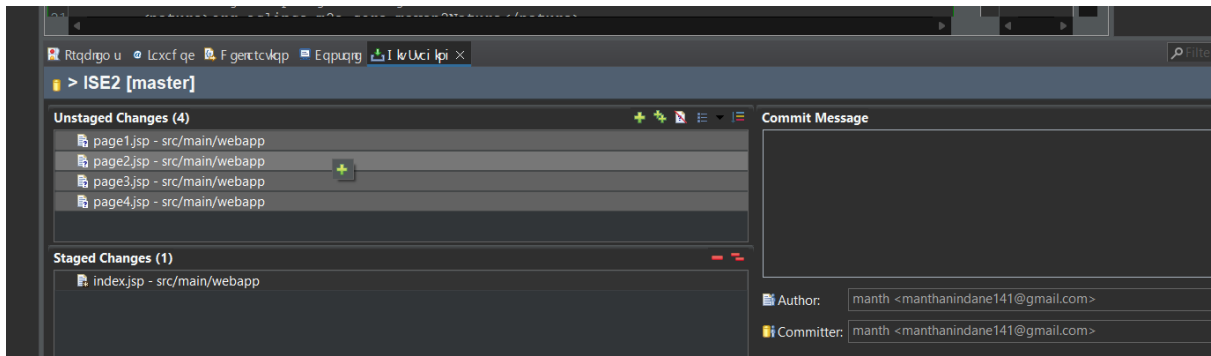 > ISE2 [master]
Unstaged Changes (4)
page1.jsp - src/main/webapp
page2.jsp - src/main/webapp
page3.jsp - src/main/webapp
page4.jsp - src/main/webapp
Staged Changes (1)
index.jsp - src/main/webapp
Commit Message
Author: manth <manthanindane141@gmail.com>
Committer: manth <manthanindane141@gmail.com>